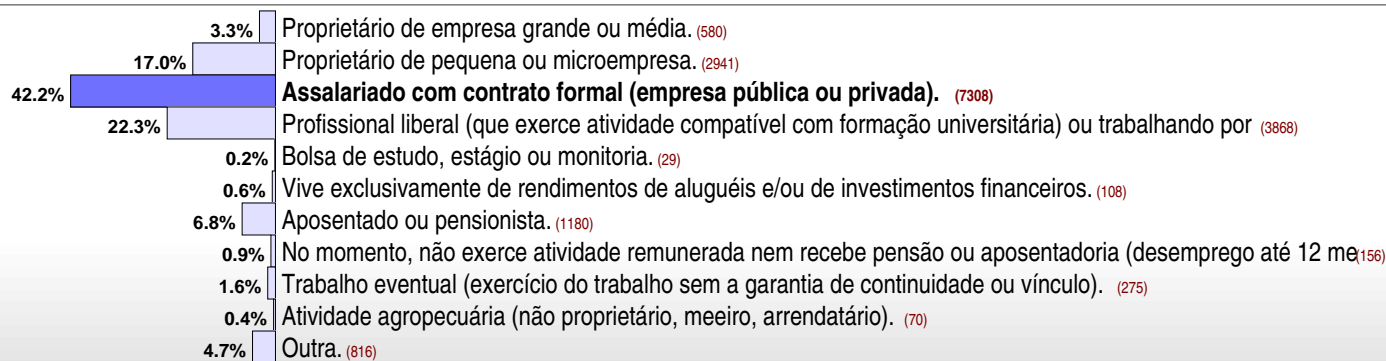 3.3% Proprietário de empresa grande ou média. (580)
17.0% Proprietário de pequena ou microempresa. (2941)
42.2% Assalariado com contrato formal (empresa pública ou privada). (7308)
22.3% Profissional liberal (que exerce atividade compatível com formação universitária) ou trabalhando por (3868)
0.2% Bolsa de estudo, estágio ou monitoria. (29)
0.6% Vive exclusivamente de rendimentos de aluguéis e/ou de investimentos financeiros. (108)
6.8% Aposentado ou pensionista. (1180)
0.9% No momento, não exerce atividade remunerada nem recebe pensão ou aposentadoria (desemprego até 12 me (156)
1.6% Trabalho eventual (exercício do trabalho sem a garantia de continuidade ou vínculo). (275)
0.4% Atividade agropecuária (não proprietário, meeiro, arrendatário). (70)
4.7% Outra. (816)